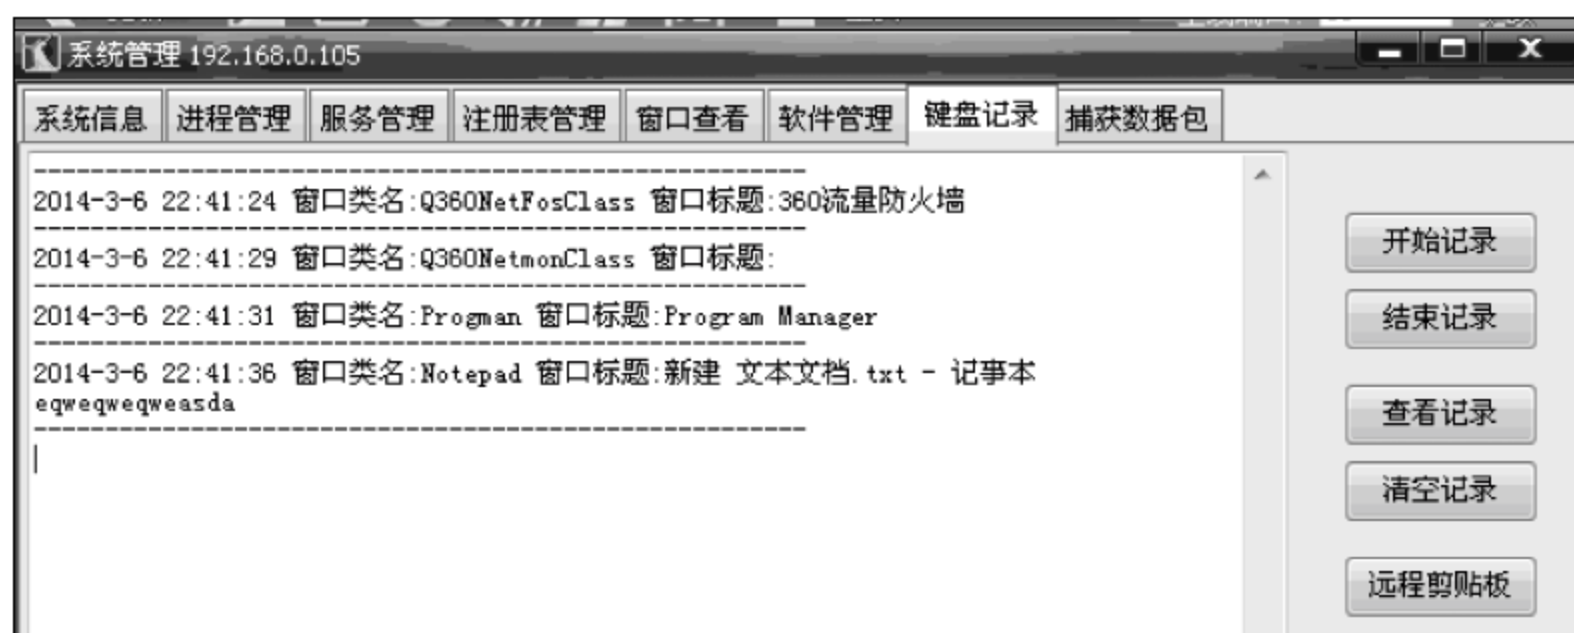 系统管理 192.168.0.105
系统信息 进程管理 服务管理 注册表管理 窗口查看 软件管理 键盘记录 捕获数据包
------------------------------------------------------
2014-3-6 22:41:24 窗口类名:Q360NetFosClass 窗口标题:360流量防火墙
------------------------------------------------------
2014-3-6 22:41:29 窗口类名:Q360NetmonClass 窗口标题:
------------------------------------------------------
2014-3-6 22:41:31 窗口类名:Progman 窗口标题:Program Manager
------------------------------------------------------
2014-3-6 22:41:36 窗口类名:Notepad 窗口标题:新建 文本文档.txt - 记事本
eqweqweqweasda
------------------------------------------------------
开始记录
结束记录
查看记录
清空记录
远程剪贴板